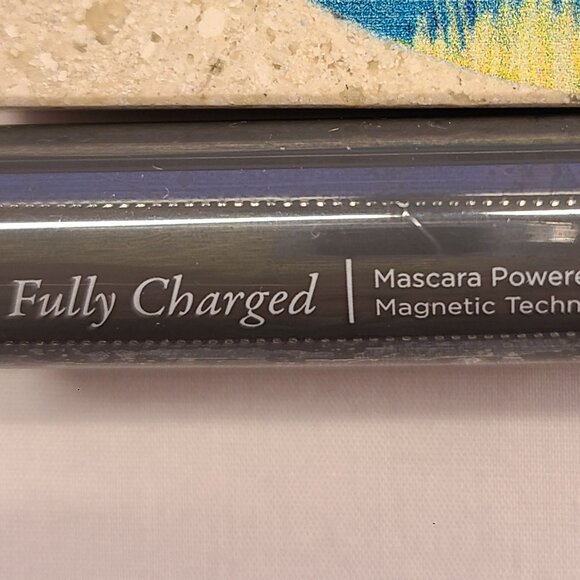 Fully Charged
Mascara Powere
Magnetic Techn